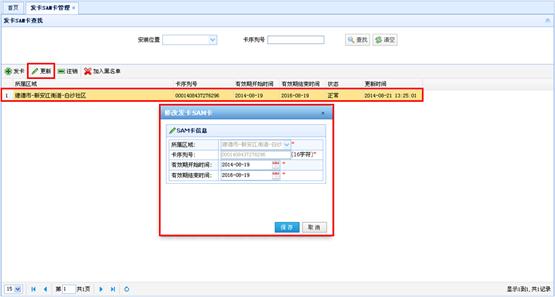 首页 发卡SAM卡管理 ×
发卡SAM卡查找
安装位置 卡序列号 查找 清空
发卡 更新 注销 加入黑名单
所属区域 卡序列号 有效期开始时间 有效期结束时间 状态 更新时间
1 建德市-新安江街道-白沙社区 0001408437276296 2014-08-19 2016-08-19 正常 2014-08-21 13:25:01
修改发卡SAM卡 ×
SAM卡信息
所属区域: 建德市-新安江街道-白沙 *
卡序列号: 0001408437276296 [16字符]*
有效期开始时间: 2014-08-19 *
有效期结束时间: 2016-08-19 *
保存 取消
15 第 1 共1页 显示1到1,共1记录